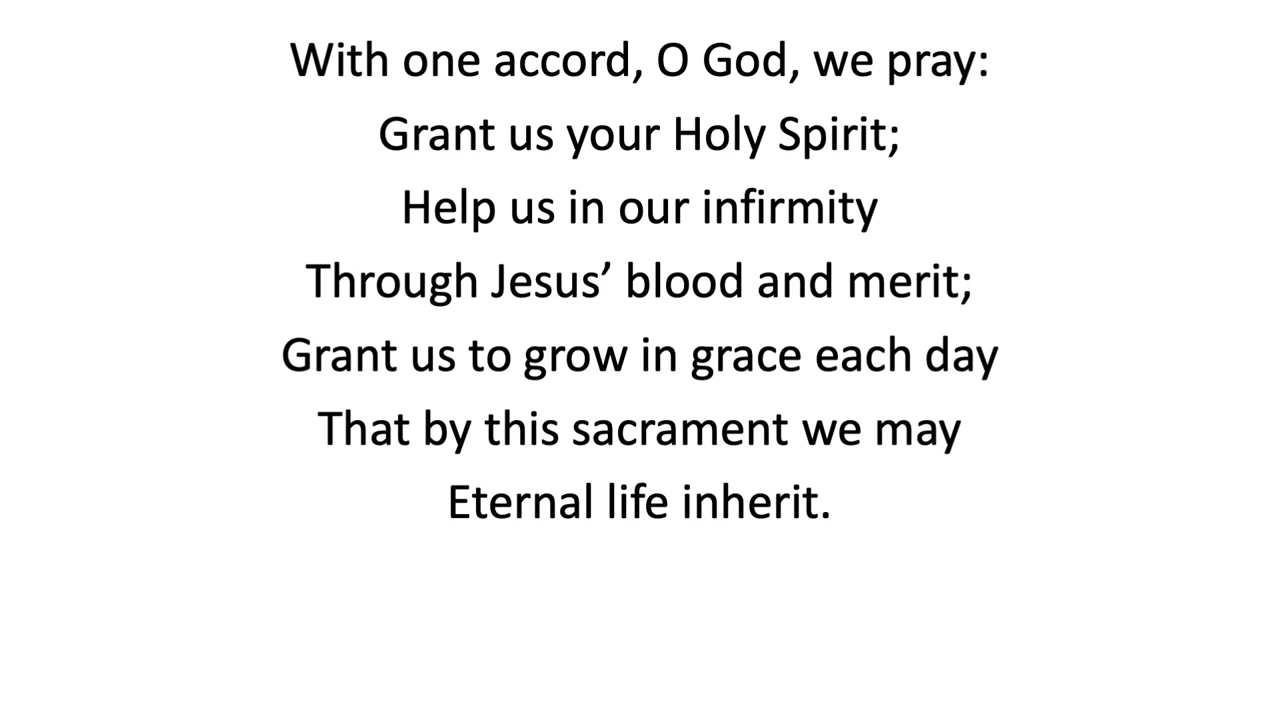 With one accord, O God, we pray:
Grant us your Holy Spirit;
Help us in our infirmity
Through Jesus’ blood and merit;
Grant us to grow in grace each day
That by this sacrament we may
Eternal life inherit.